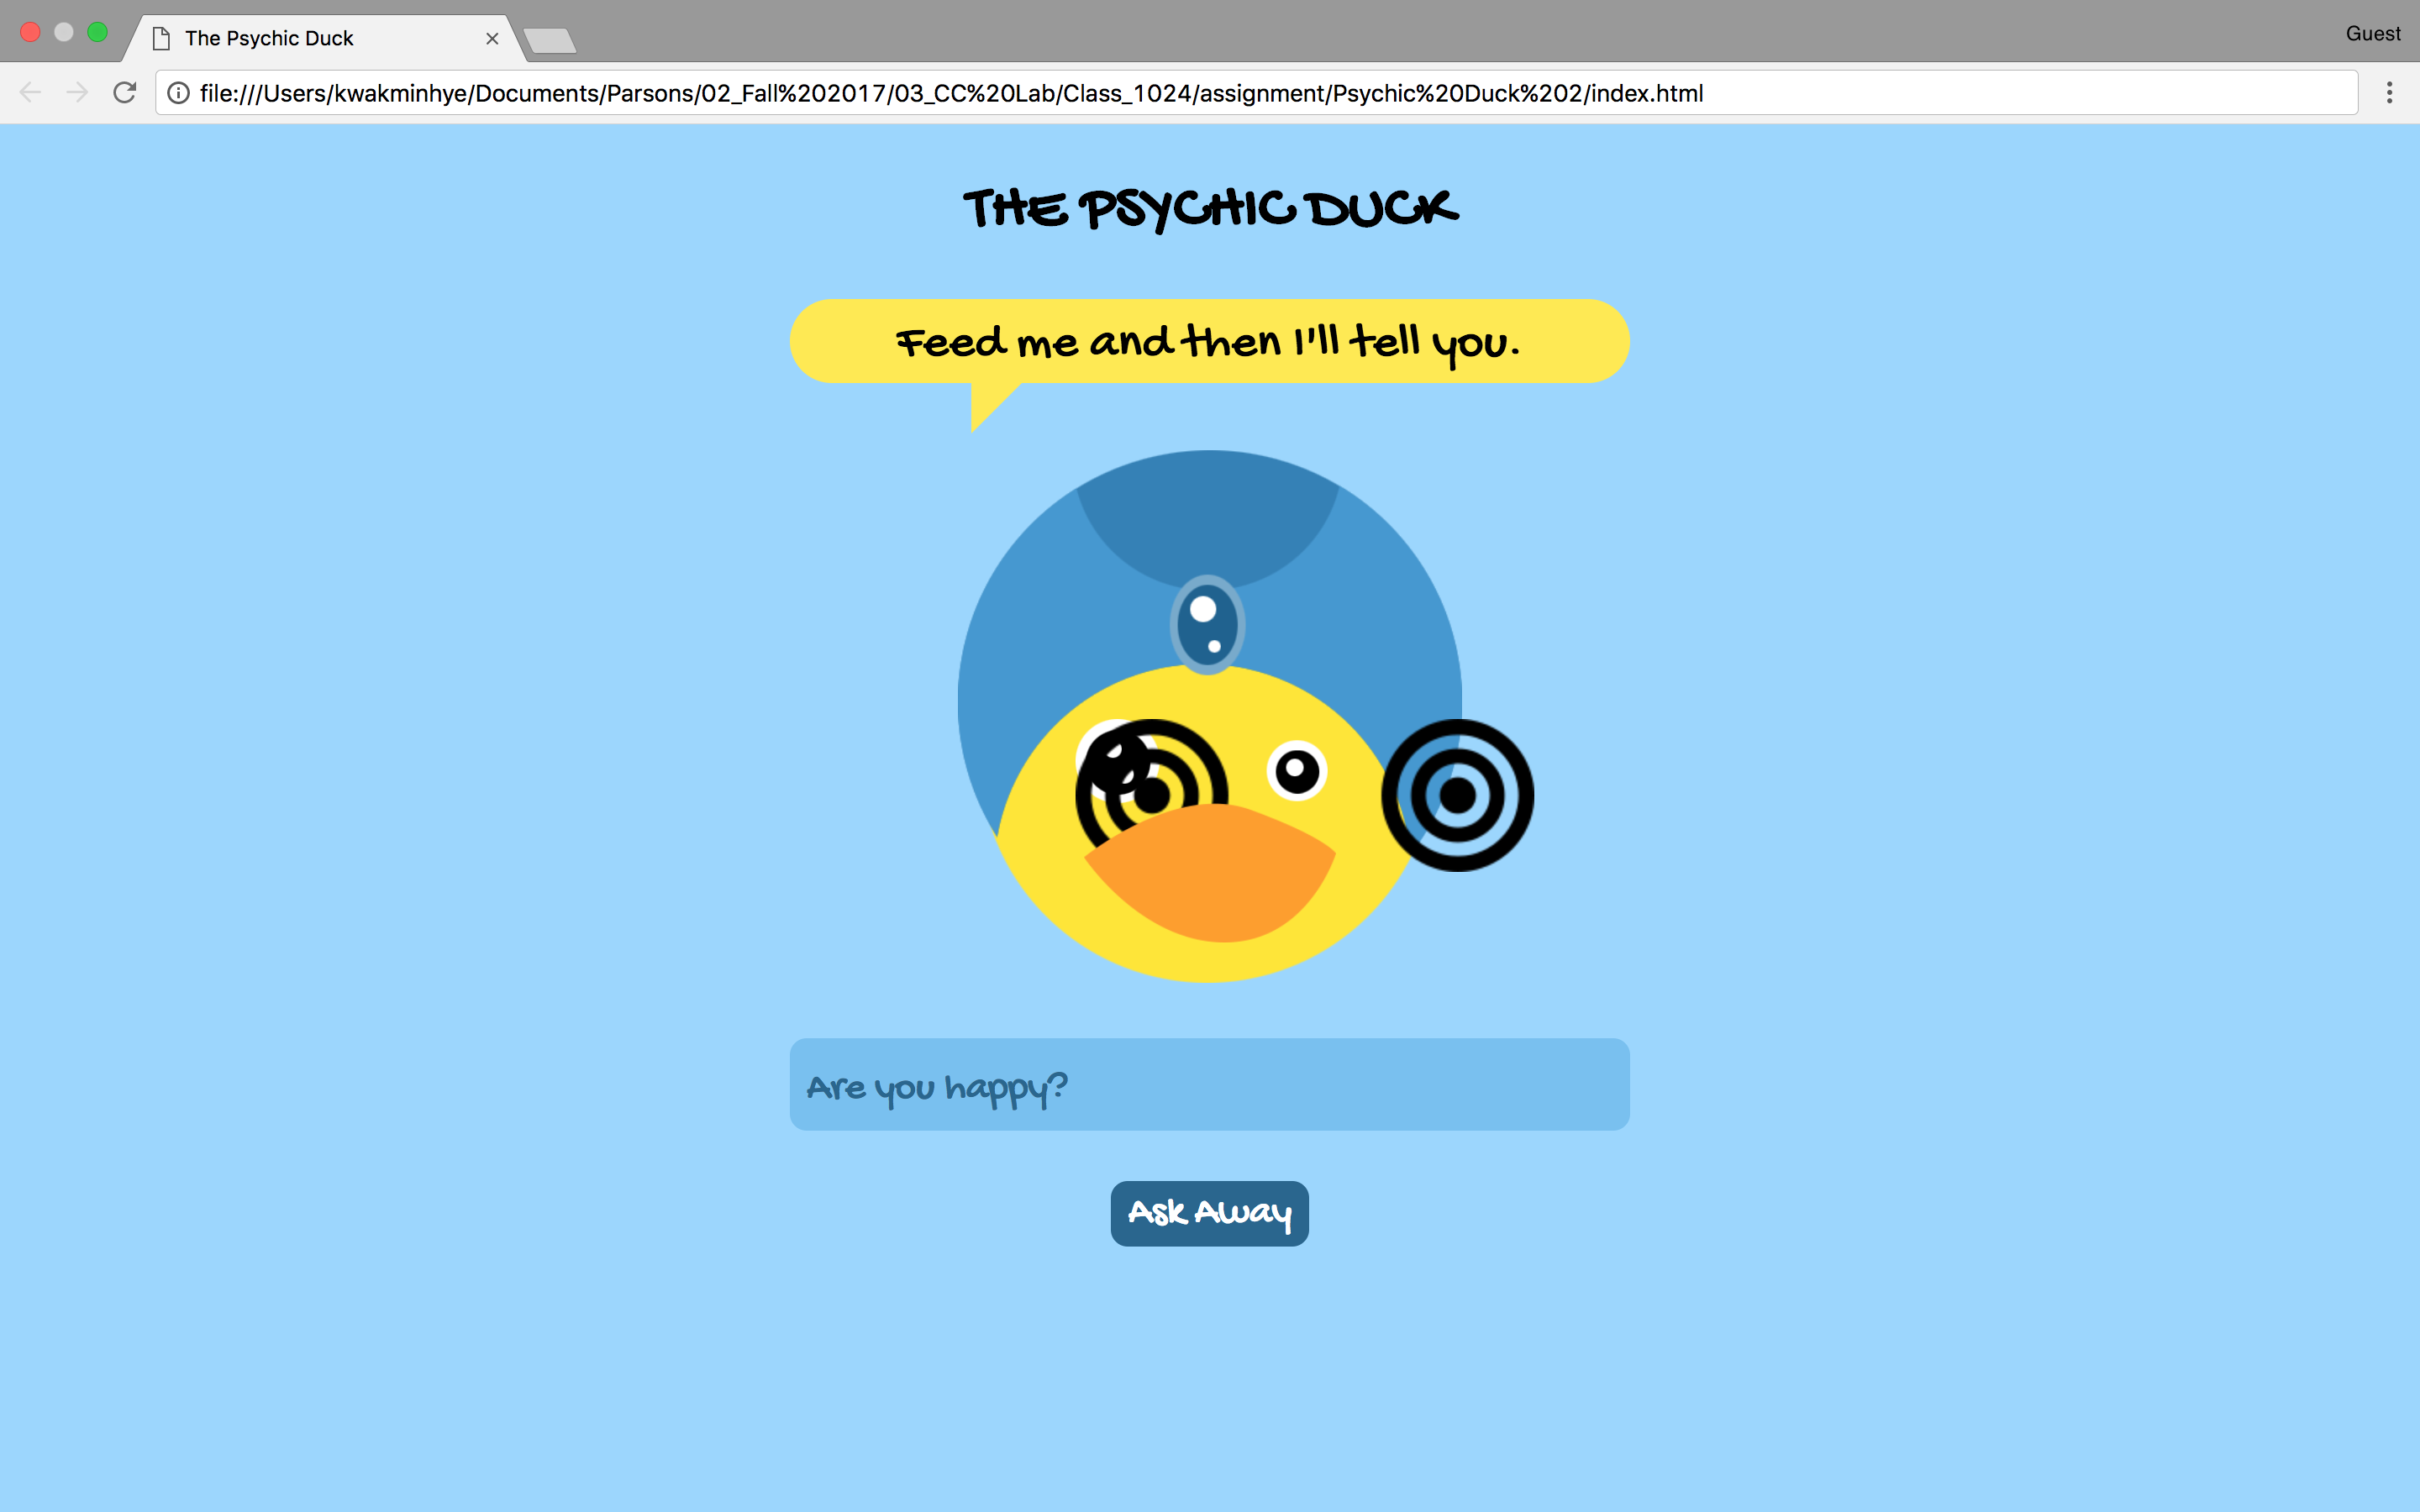 The Psychic Duck
Guest
file:///Users/kwakminhye/Documents/Parsons/02_Fall%202017/03_CC%20Lab/Class_1024/assignment/Psychic%20Duck%202/index.html
THE PSYCHIC DUCK
Feed me and then I'll tell you.
Are you happy?
Ask Away